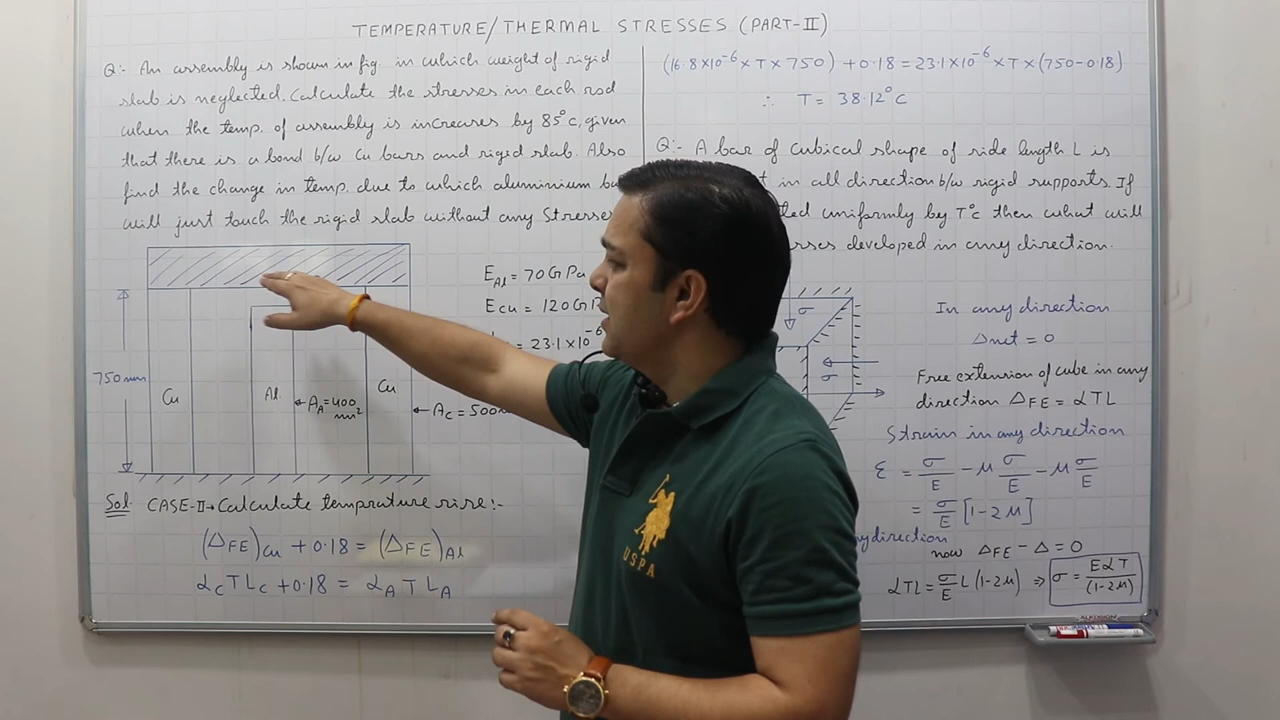 TEMPERATURE/THERMAL STRESSES (PART-II)
Q:- An assembly is shown in fig. in which weight of rigid
slab is neglected. Calculate the stresses in each rod
when the temp. of assembly is increases by 85°c, given
that there is a bond b/w Cu bars and rigid slab. Also
find the change in temp. due to which aluminium
will just touch the rigid slab without any Stresses
750 mm
Cu
Al
A_A = 400 mm²
Cu
A_C = 500
E_Al = 70 GPa
E_Cu = 120 G
= 23.1×10⁻⁶
Sol CASE-II→Calculate temprature rise:-
(Δ_FE)_Cu + 0.18 = (Δ_FE)_Al
α_C T L_C + 0.18 = α_A T L_A
(16.8×10⁻⁶ × T × 750) + 0.18 = 23.1×10⁻⁶ × T × (750-0.18)
∴ T = 38.12°C
Q:- A bar of cubical shape of side length L is
in all direction b/w rigid supports. If
uniformly by T°c then what will
developed in any direction.
σ
σ
In any direction
Δnet = 0
Free extension of cube in any
direction Δ_FE = αTL
Strain in any direction
ε = σ/E - μ σ/E - μ σ/E
= σ/E [1-2μ]
direction
now Δ_FE - Δ = 0
αTL = σ/E L (1-2μ) ⇒ σ = EαT/(1-2μ)
USPA